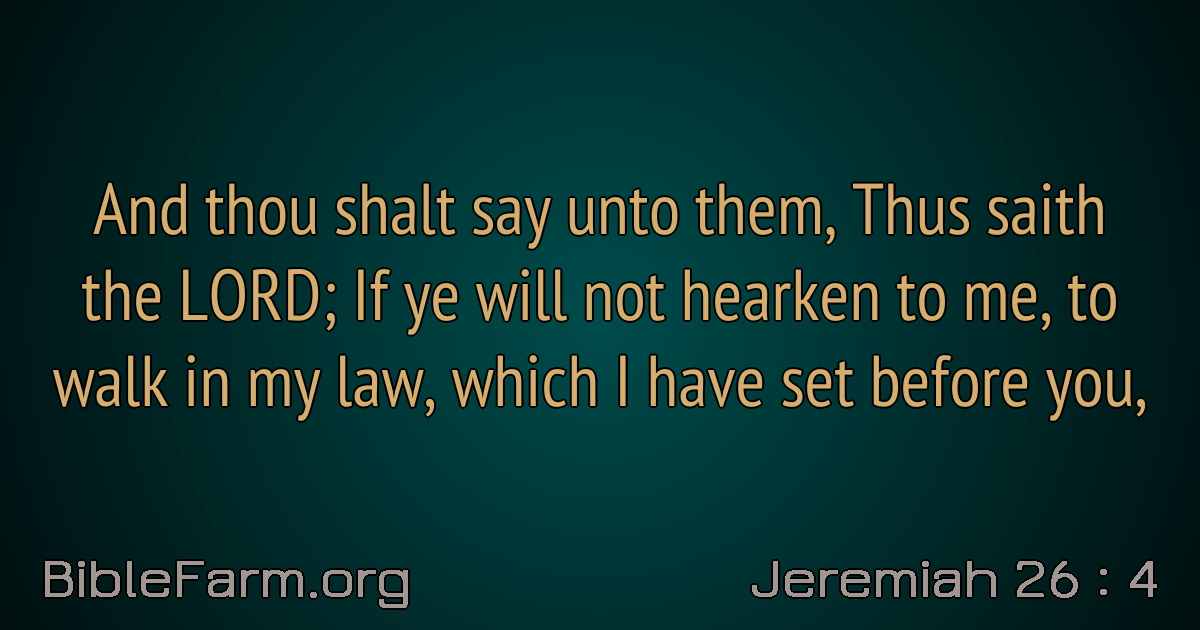 And thou shalt say unto them, Thus saith
the LORD; If ye will not hearken to me, to
walk in my law, which I have set before you,
BibleFarm.org
Jeremiah 26 : 4